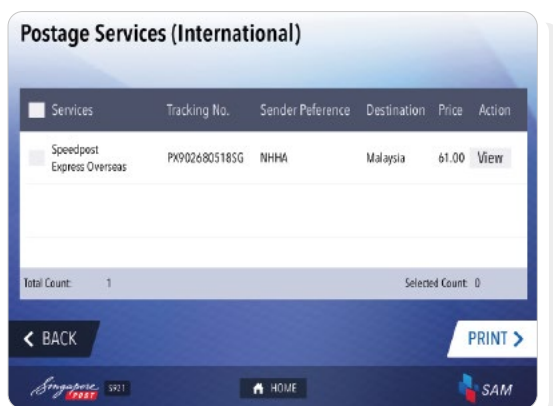 Postage Services (International)
Services Tracking No. Sender Peference Destination Price Action
Speedpost
Express Overseas PX902680518SG NHHA Malaysia 61.00 View
Total Count: 1 Selected Count: 0
< BACK PRINT >
Singapore POST S921 HOME SAM